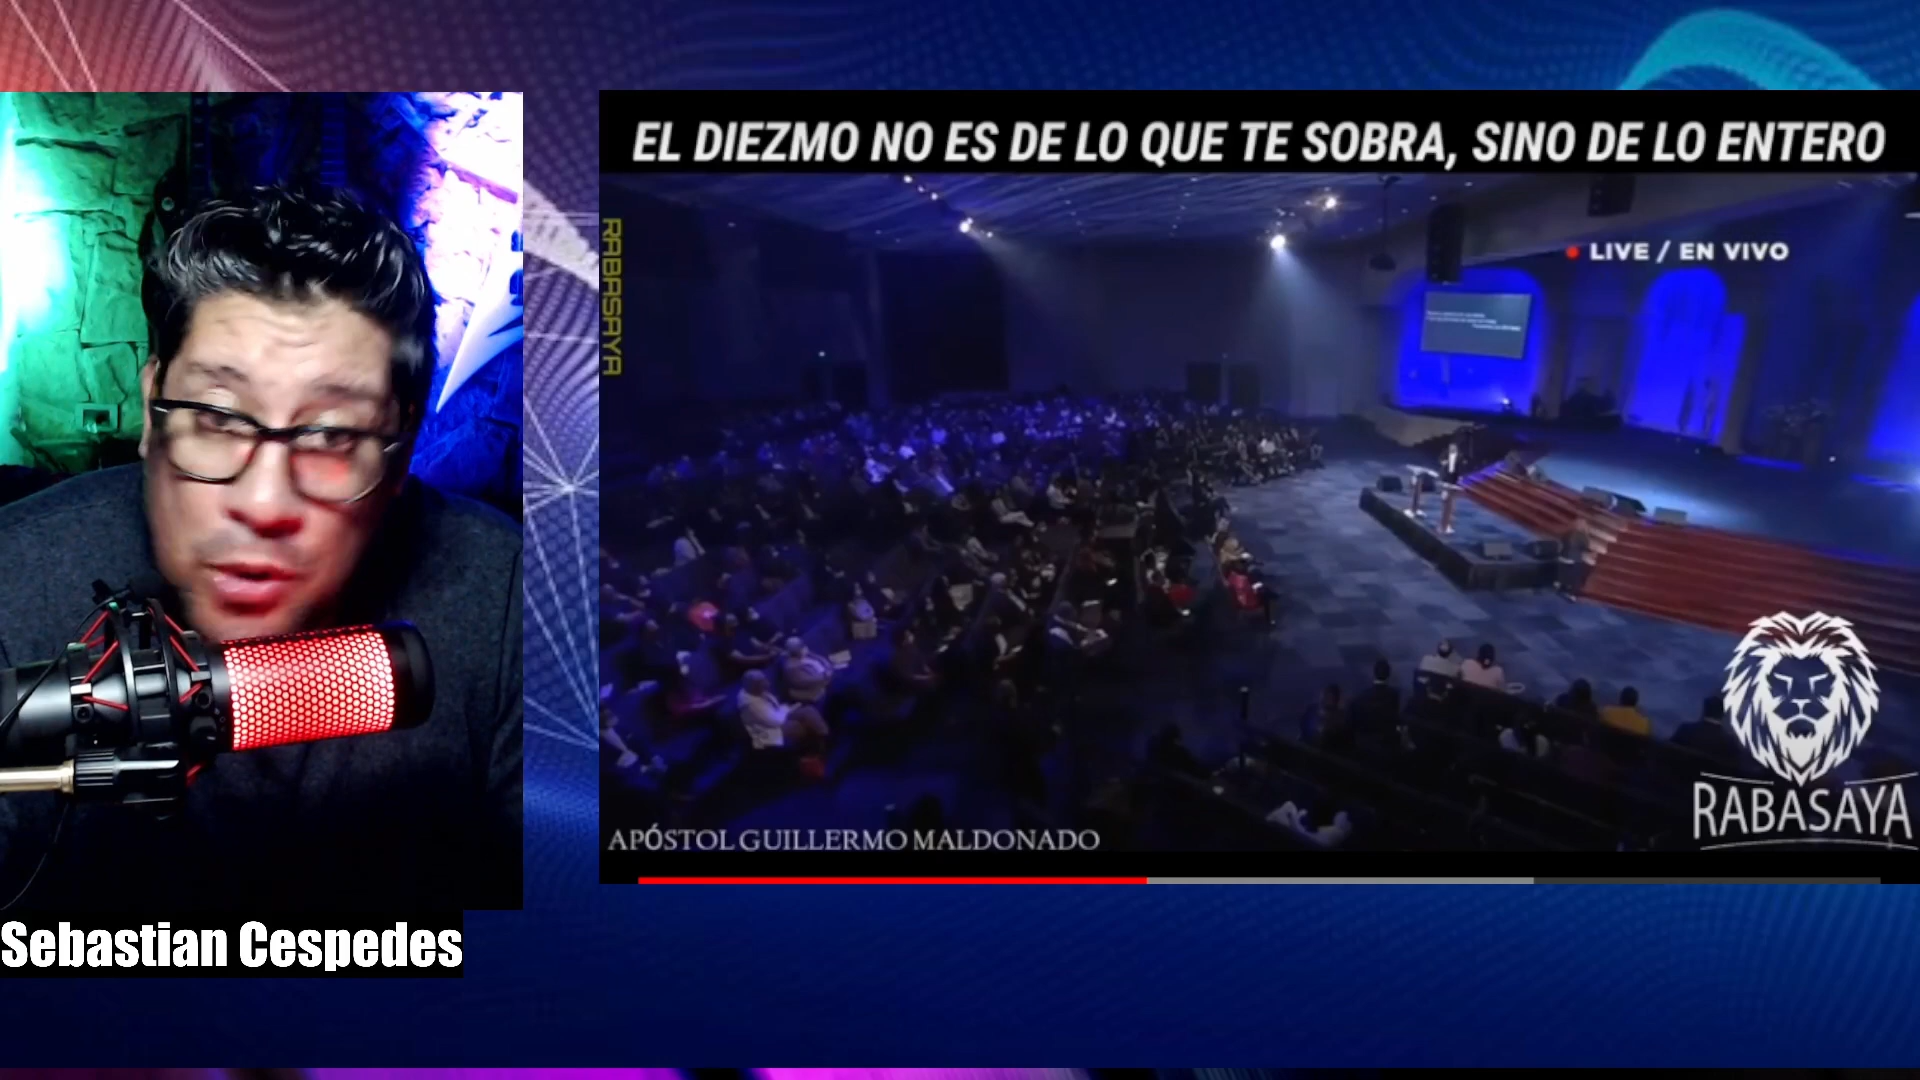 EL DIEZMO NO ES DE LO QUE TE SOBRA, SINO DE LO ENTERO
RABASAYA
LIVE / EN VIVO
RABASAYA
APÓSTOL GUILLERMO MALDONADO
Sebastian Cespedes